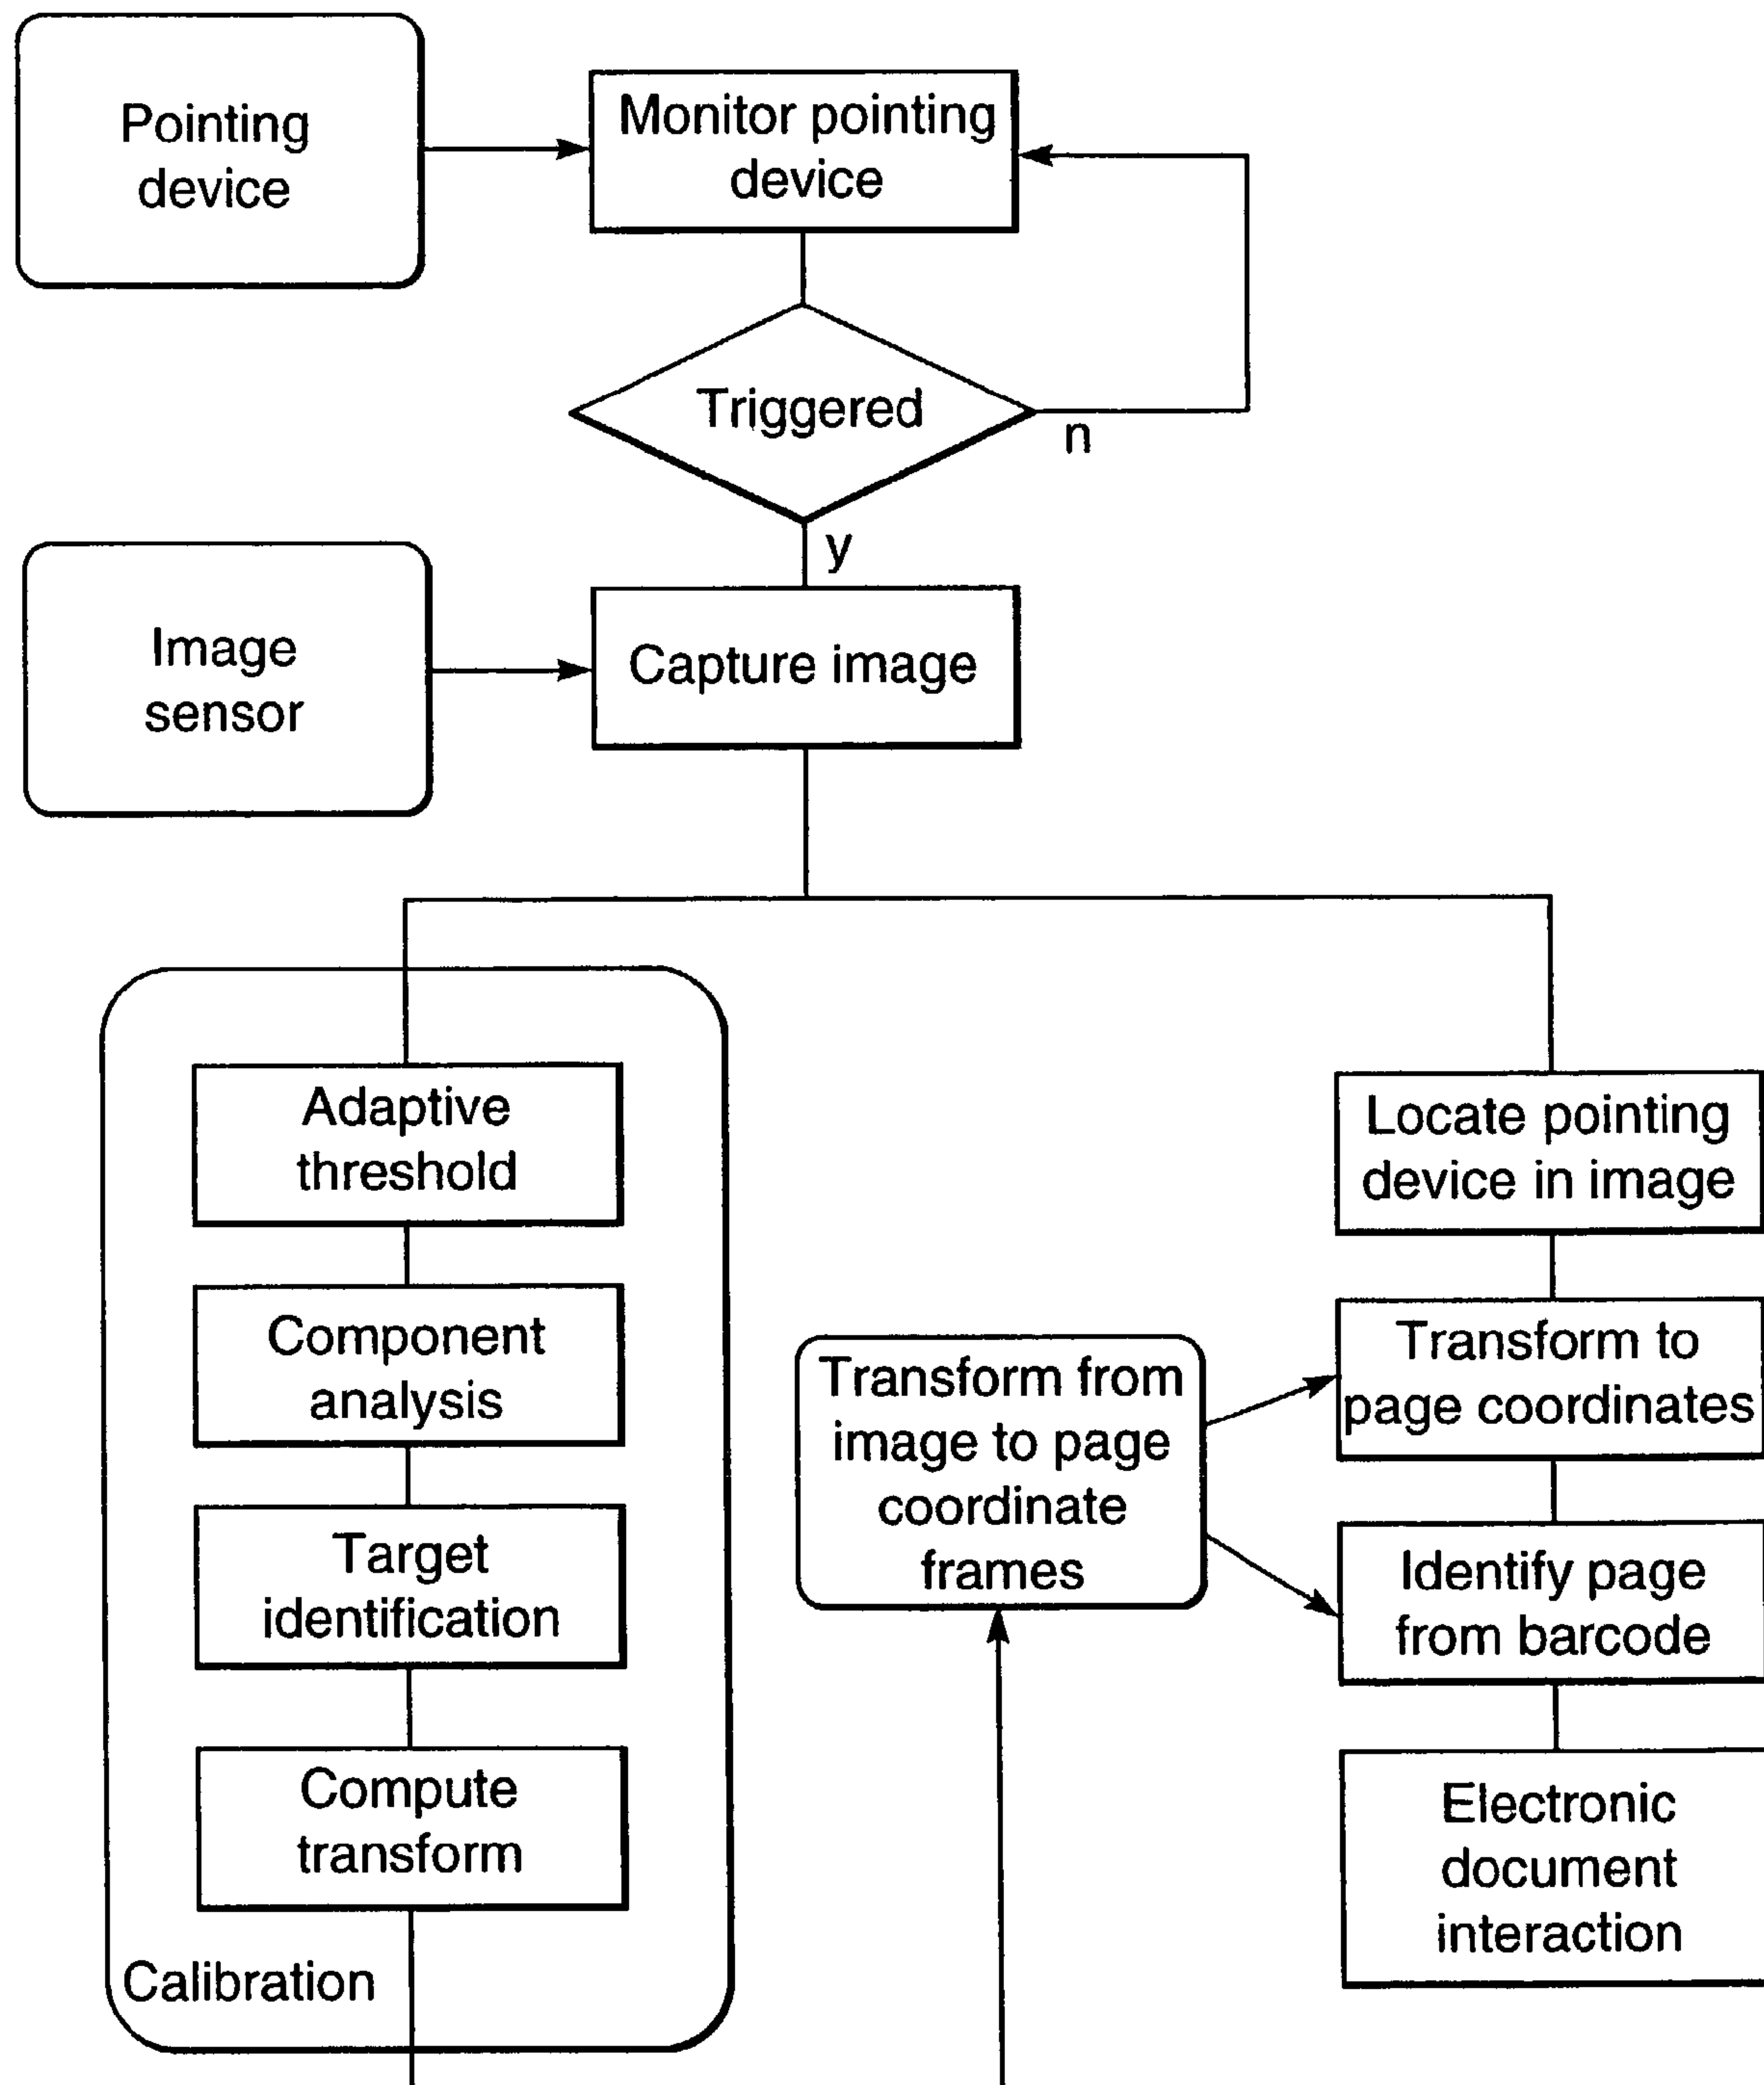 Pointing
device
Monitor pointing
device
Triggered
n
y
Image
sensor
Capture image
Adaptive
threshold
Component
analysis
Target
identification
Compute
transform
Calibration
Transform from
image to page
coordinate
frames
Locate pointing
device in image
Transform to
page coordinates
Identify page
from barcode
Electronic
document
interaction